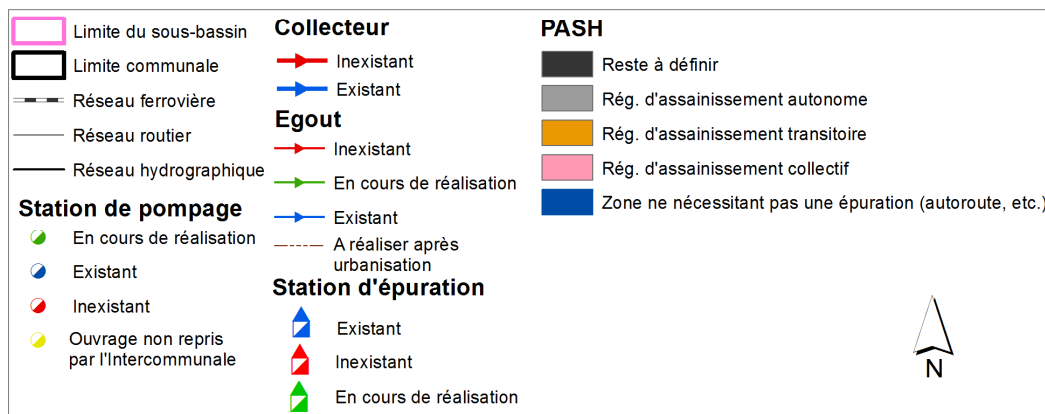 Limite du sous-bassin
Limite communale
Réseau ferrovière
Réseau routier
Réseau hydrographique
Station de pompage
En cours de réalisation
Existant
Inexistant
Ouvrage non repris
par l'Intercommunale
Collecteur
Inexistant
Existant
Egout
Inexistant
En cours de réalisation
Existant
A réaliser après
urbanisation
Station d'épuration
Existant
Inexistant
En cours de réalisation
PASH
Reste à définir
Rég. d'assainissement autonome
Rég. d'assainissement transitoire
Rég. d'assainissement collectif
Zone ne nécessitant pas une épuration (autoroute, etc.)
N